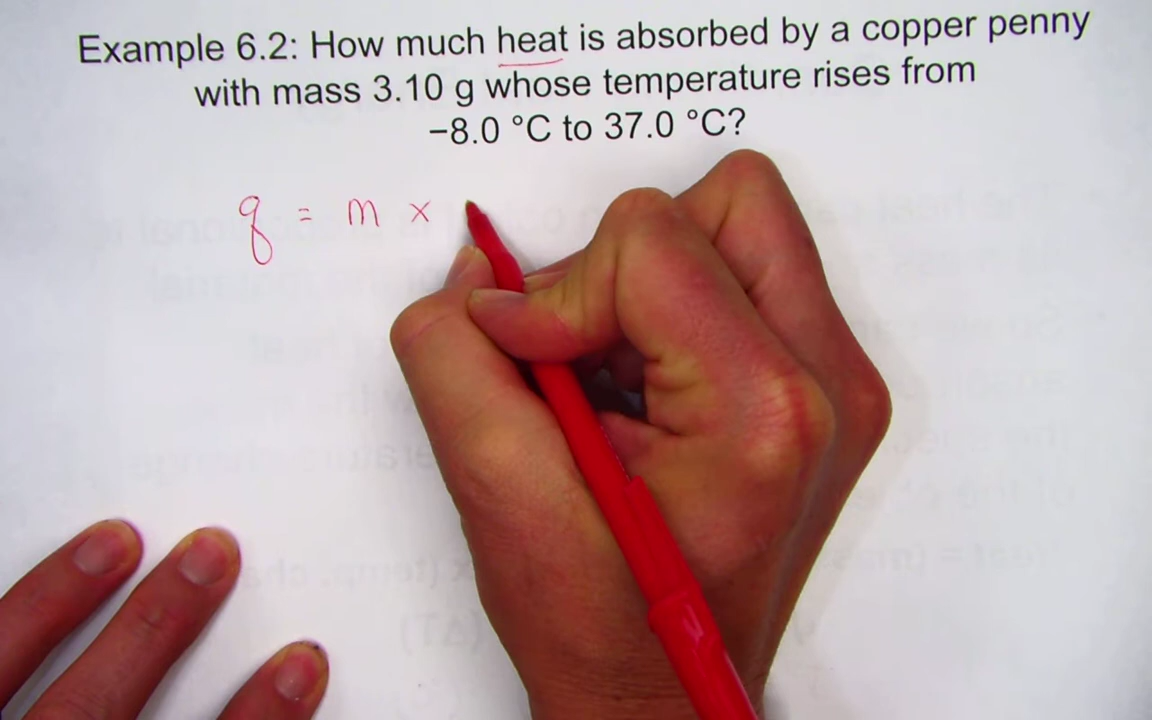 Example 6.2: How much heat is absorbed by a copper penny
with mass 3.10 g whose temperature rises from
−8.0 °C to 37.0 °C?
q = m ×